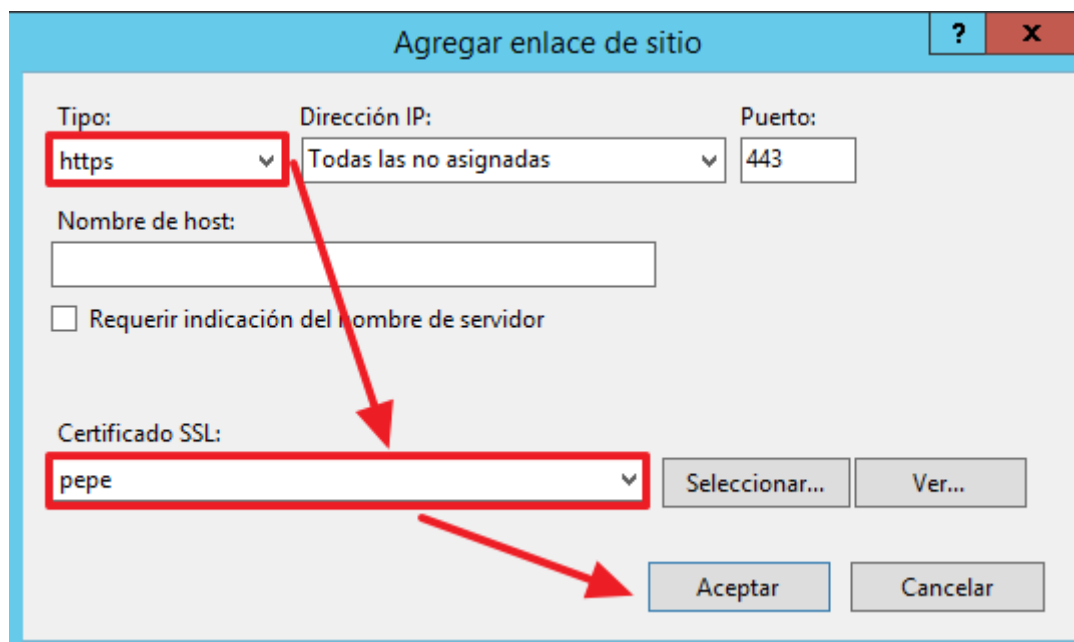 Agregar enlace de sitio
? x
Tipo: Dirección IP: Puerto:
https Todas las no asignadas 443
Nombre de host:
Requerir indicación del nombre de servidor
Certificado SSL:
pepe Seleccionar... Ver...
Aceptar Cancelar